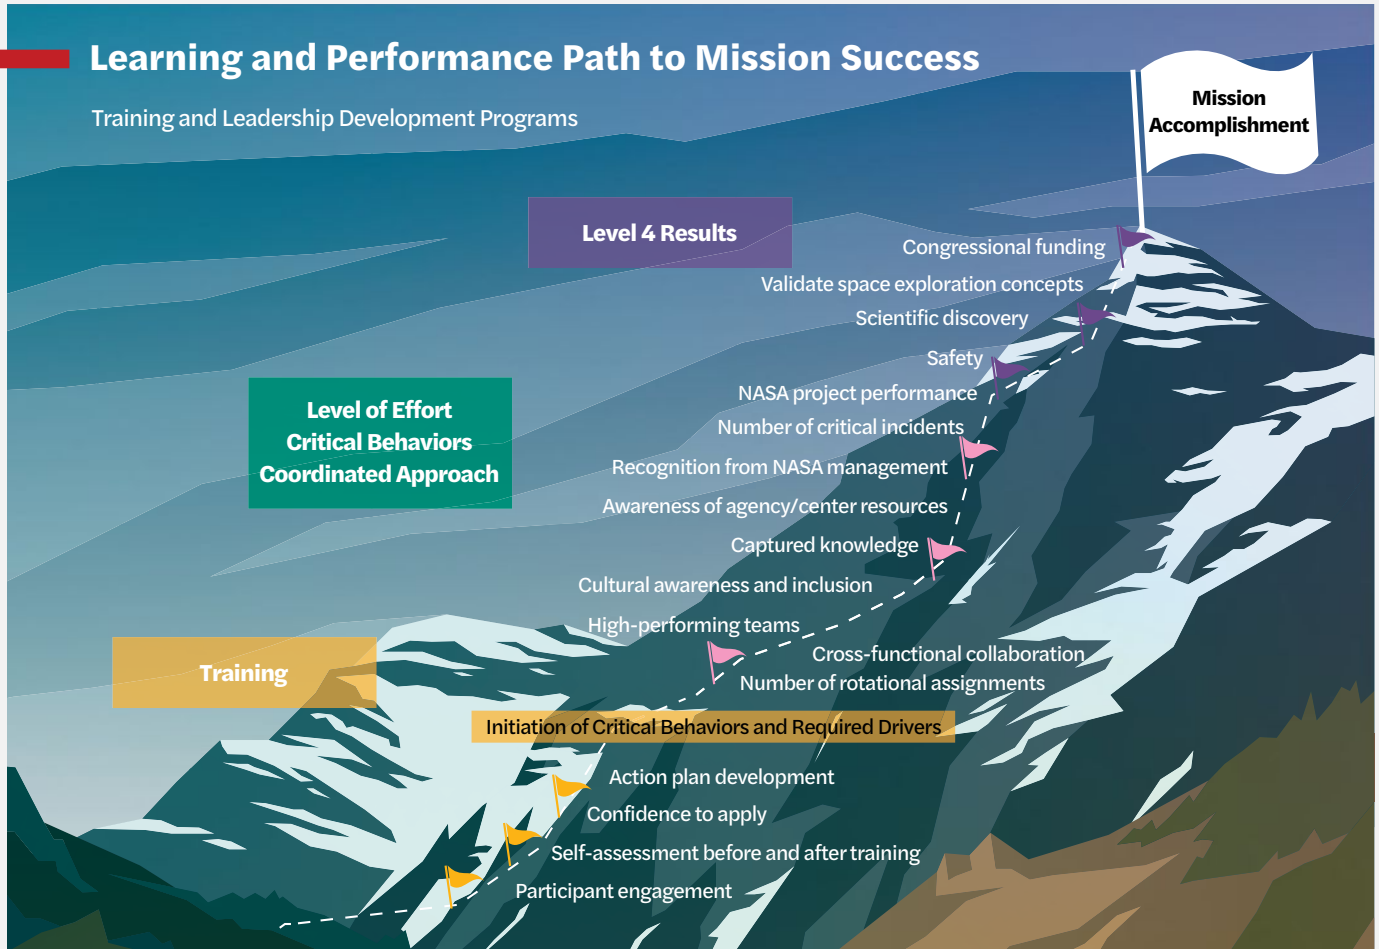 Learning and Performance Path to Mission Success
Training and Leadership Development Programs
Mission
Accomplishment
Level 4 Results
Congressional funding
Validate space exploration concepts
Scientific discovery
Safety
NASA project performance
Number of critical incidents
Level of Effort
Critical Behaviors
Coordinated Approach
Recognition from NASA management
Awareness of agency/center resources
Captured knowledge
Cultural awareness and inclusion
High-performing teams
Cross-functional collaboration
Number of rotational assignments
Training
Initiation of Critical Behaviors and Required Drivers
Action plan development
Confidence to apply
Self-assessment before and after training
Participant engagement